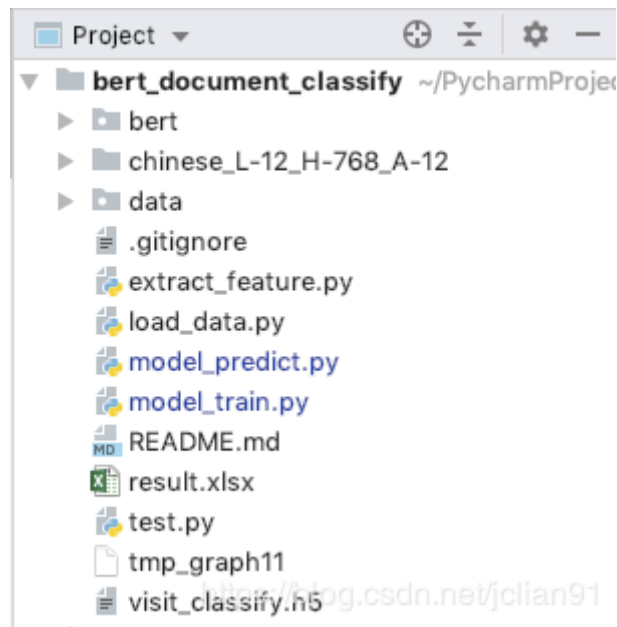 Project
bert_document_classify ~/PycharmProjec
bert
chinese_L-12_H-768_A-12
data
.gitignore
extract_feature.py
load_data.py
model_predict.py
model_train.py
MD README.md
result.xlsx
test.py
tmp_graph11
visit_classify.h5
https://blog.csdn.net/jclian91